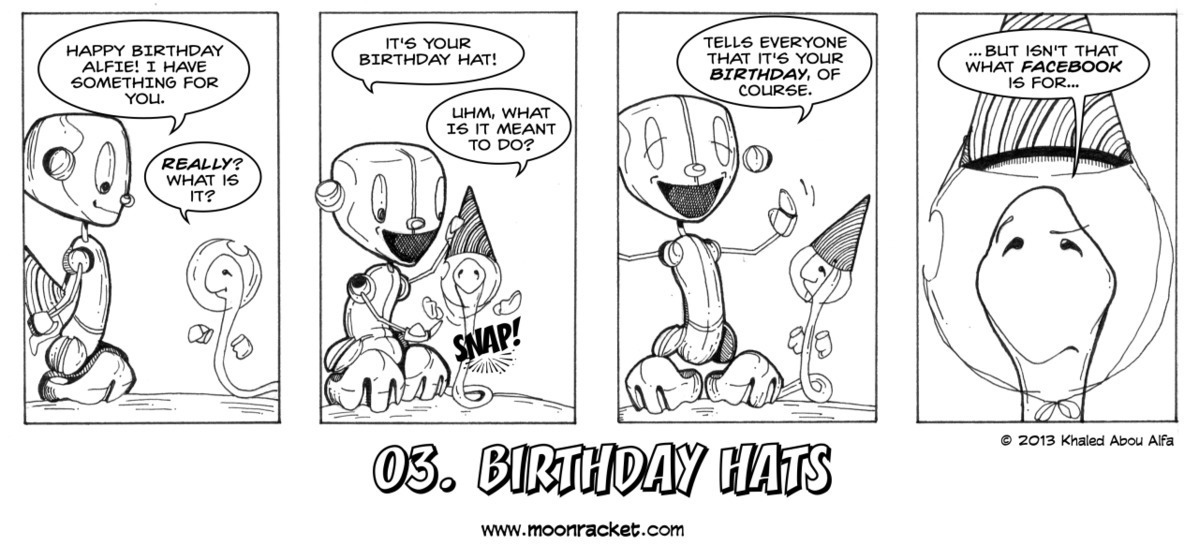 HAPPY BIRTHDAY
ALFIE! I HAVE
SOMETHING FOR
YOU.
REALLY?
WHAT IS
IT?
IT'S YOUR
BIRTHDAY HAT!
UHM, WHAT
IS IT MEANT
TO DO?
SNAP!
TELLS EVERYONE
THAT IT'S YOUR
BIRTHDAY, OF
COURSE.
...BUT ISN'T THAT
WHAT FACEBOOK
IS FOR...
© 2013 Khaled Abou Alfa
03. BIRTHDAY HATS
www.moonracket.com